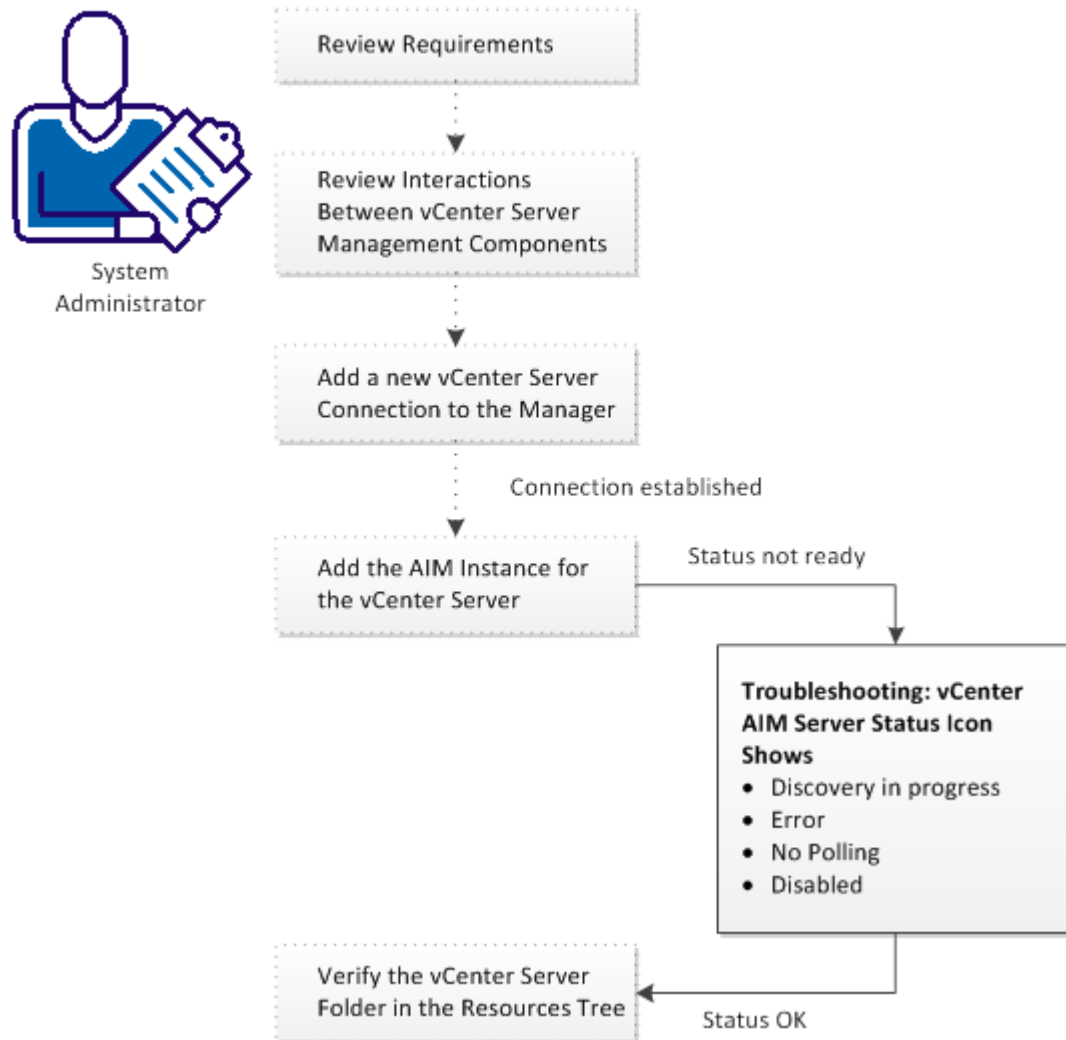 Review Requirements
Review Interactions
Between vCenter Server
Management Components
System
Administrator
Add a new vCenter Server
Connection to the Manager
Connection established
Add the AIM Instance for
the vCenter Server
Status not ready
Troubleshooting: vCenter
AIM Server Status Icon
Shows
• Discovery in progress
• Error
• No Polling
• Disabled
Verify the vCenter Server
Folder in the Resources Tree
Status OK